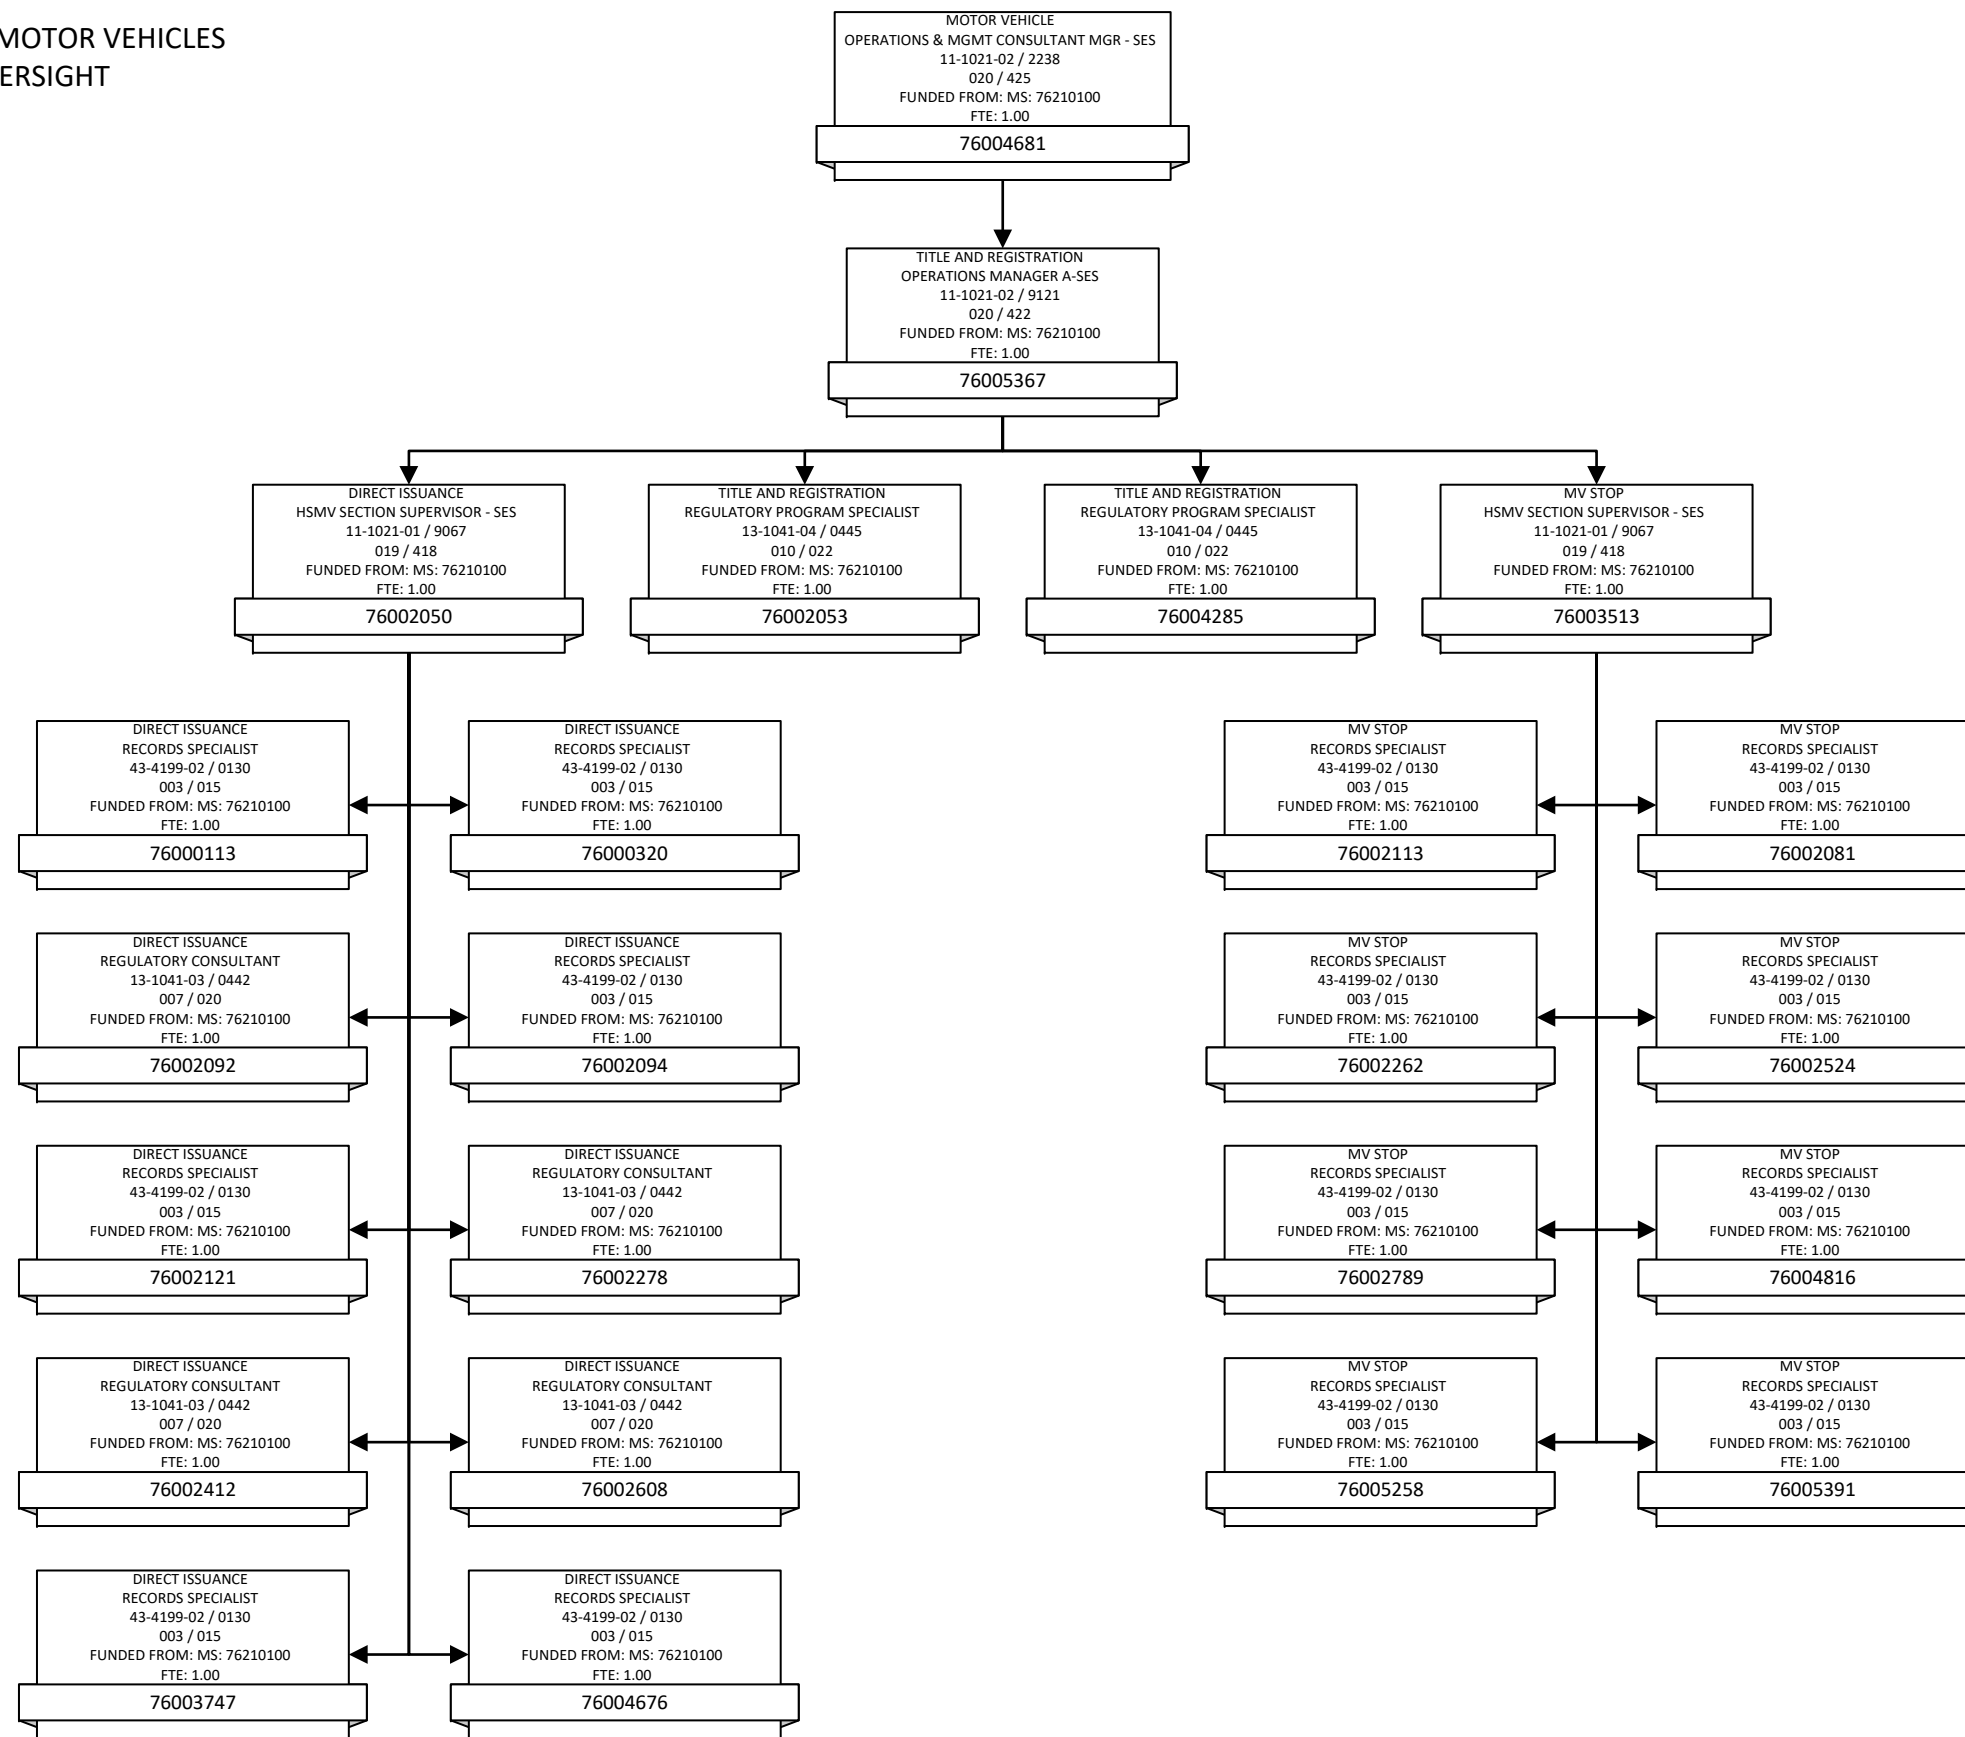 MOTOR VEHICLES
ERSIGHT
MOTOR VEHICLE
OPERATIONS & MGMT CONSULTANT MGR - SES
11-1021-02 / 2238
020 / 425
FUNDED FROM: MS: 76210100
FTE: 1.00
76004681
TITLE AND REGISTRATION
OPERATIONS MANAGER A-SES
11-1021-02 / 9121
020 / 422
FUNDED FROM: MS: 76210100
FTE: 1.00
76005367
DIRECT ISSUANCE
HSMV SECTION SUPERVISOR - SES
11-1021-01 / 9067
019 / 418
FUNDED FROM: MS: 76210100
FTE: 1.00
76002050
TITLE AND REGISTRATION
REGULATORY PROGRAM SPECIALIST
13-1041-04 / 0445
010 / 022
FUNDED FROM: MS: 76210100
FTE: 1.00
76002053
TITLE AND REGISTRATION
REGULATORY PROGRAM SPECIALIST
13-1041-04 / 0445
010 / 022
FUNDED FROM: MS: 76210100
FTE: 1.00
76004285
MV STOP
HSMV SECTION SUPERVISOR - SES
11-1021-01 / 9067
019 / 418
FUNDED FROM: MS: 76210100
FTE: 1.00
76003513
DIRECT ISSUANCE
RECORDS SPECIALIST
43-4199-02 / 0130
003 / 015
FUNDED FROM: MS: 76210100
FTE: 1.00
76000113
DIRECT ISSUANCE
RECORDS SPECIALIST
43-4199-02 / 0130
003 / 015
FUNDED FROM: MS: 76210100
FTE: 1.00
76000320
MV STOP
RECORDS SPECIALIST
43-4199-02 / 0130
003 / 015
FUNDED FROM: MS: 76210100
FTE: 1.00
76002113
MV STOP
RECORDS SPECIALIST
43-4199-02 / 0130
003 / 015
FUNDED FROM: MS: 76210100
FTE: 1.00
76002081
DIRECT ISSUANCE
REGULATORY CONSULTANT
13-1041-03 / 0442
007 / 020
FUNDED FROM: MS: 76210100
FTE: 1.00
76002092
DIRECT ISSUANCE
RECORDS SPECIALIST
43-4199-02 / 0130
003 / 015
FUNDED FROM: MS: 76210100
FTE: 1.00
76002094
MV STOP
RECORDS SPECIALIST
43-4199-02 / 0130
003 / 015
FUNDED FROM: MS: 76210100
FTE: 1.00
76002262
MV STOP
RECORDS SPECIALIST
43-4199-02 / 0130
003 / 015
FUNDED FROM: MS: 76210100
FTE: 1.00
76002524
DIRECT ISSUANCE
RECORDS SPECIALIST
43-4199-02 / 0130
003 / 015
FUNDED FROM: MS: 76210100
FTE: 1.00
76002121
DIRECT ISSUANCE
REGULATORY CONSULTANT
13-1041-03 / 0442
007 / 020
FUNDED FROM: MS: 76210100
FTE: 1.00
76002278
MV STOP
RECORDS SPECIALIST
43-4199-02 / 0130
003 / 015
FUNDED FROM: MS: 76210100
FTE: 1.00
76002789
MV STOP
RECORDS SPECIALIST
43-4199-02 / 0130
003 / 015
FUNDED FROM: MS: 76210100
FTE: 1.00
76004816
DIRECT ISSUANCE
REGULATORY CONSULTANT
13-1041-03 / 0442
007 / 020
FUNDED FROM: MS: 76210100
FTE: 1.00
76002412
DIRECT ISSUANCE
REGULATORY CONSULTANT
13-1041-03 / 0442
007 / 020
FUNDED FROM: MS: 76210100
FTE: 1.00
76002608
MV STOP
RECORDS SPECIALIST
43-4199-02 / 0130
003 / 015
FUNDED FROM: MS: 76210100
FTE: 1.00
76005258
MV STOP
RECORDS SPECIALIST
43-4199-02 / 0130
003 / 015
FUNDED FROM: MS: 76210100
FTE: 1.00
76005391
DIRECT ISSUANCE
RECORDS SPECIALIST
43-4199-02 / 0130
003 / 015
FUNDED FROM: MS: 76210100
FTE: 1.00
76003747
DIRECT ISSUANCE
RECORDS SPECIALIST
43-4199-02 / 0130
003 / 015
FUNDED FROM: MS: 76210100
FTE: 1.00
76004676